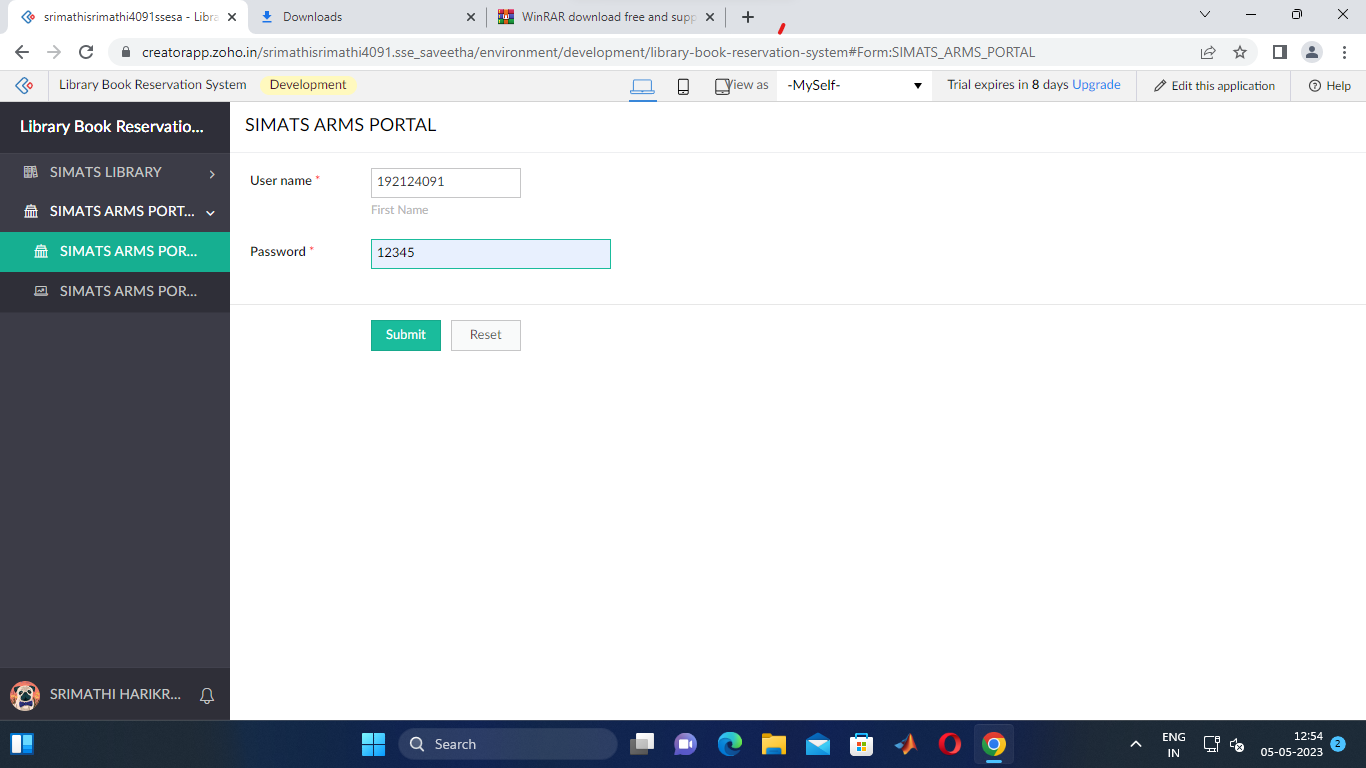 srimathisrimathi4091ssesa - Libra
Downloads
WinRAR download free and supp
creatorapp.zoho.in/srimathisrimathi4091.sse_saveetha/environment/development/library-book-reservation-system#Form:SIMATS_ARMS_PORTAL
Library Book Reservation System
Development
View as
-MySelf-
Trial expires in 8 days Upgrade
Edit this application
Help
Library Book Reservatio...
SIMATS ARMS PORTAL
SIMATS LIBRARY
User name *
192124091
First Name
SIMATS ARMS PORT...
SIMATS ARMS POR...
Password *
12345
SIMATS ARMS POR...
Submit
Reset
SRIMATHI HARIKR...
Search
ENG
IN
12:54
05-05-2023
2